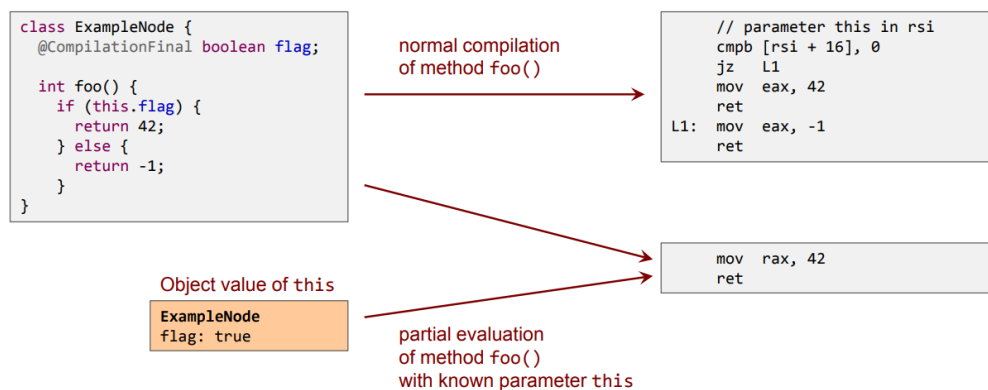 class ExampleNode {
@CompilationFinal boolean flag;
int foo() {
if (this.flag) {
return 42;
} else {
return -1;
}
}
normal compilation
of method foo()
// parameter this in rsi
cmpb [rsi + 16], 0
jz L1
mov eax, 42
ret
L1: mov eax, -1
ret
mov rax, 42
ret
Object value of this
ExampleNode
flag: true
partial evaluation
of method foo()
with known parameter this